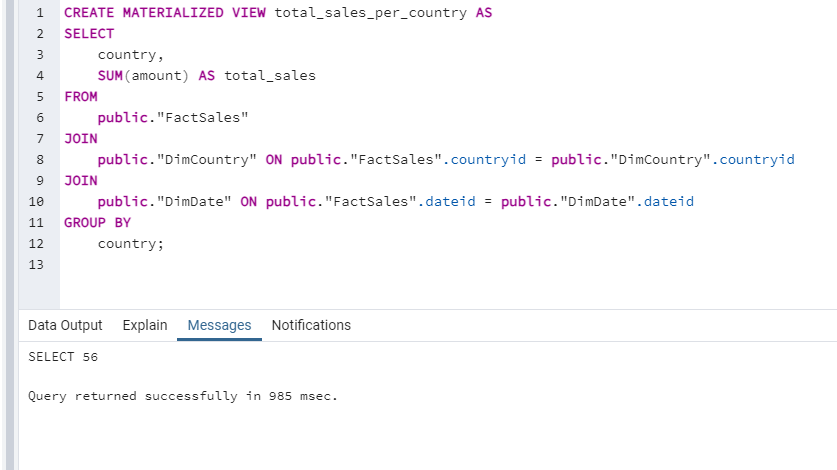 1 CREATE MATERIALIZED VIEW total_sales_per_country AS
2 SELECT
3 country,
4 SUM(amount) AS total_sales
5 FROM
6 public."FactSales"
7 JOIN
8 public."DimCountry" ON public."FactSales".countryid = public."DimCountry".countryid
9 JOIN
10 public."DimDate" ON public."FactSales".dateid = public."DimDate".dateid
11 GROUP BY
12 country;
13
Data Output Explain Messages Notifications
SELECT 56
Query returned successfully in 985 msec.